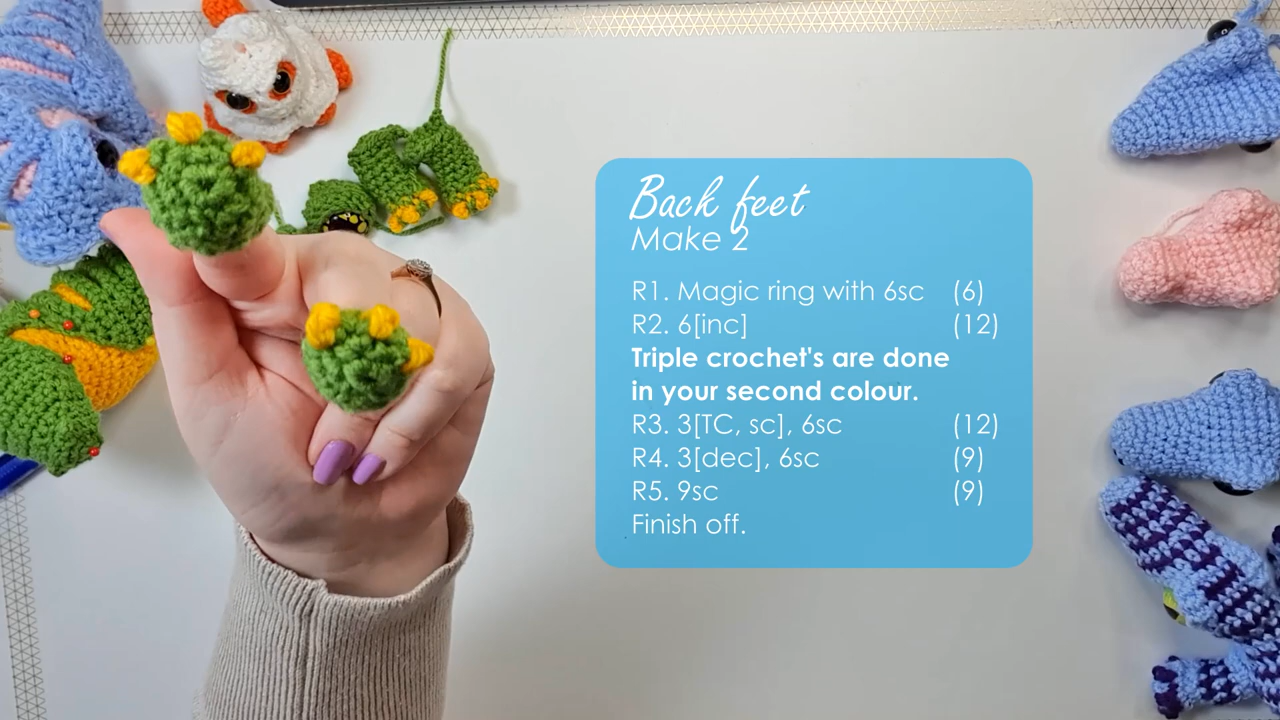 Back feet
Make 2
R1. Magic ring with 6sc (6)
R2. 6[inc] (12)
Triple crochet's are done
in your second colour.
R3. 3[TC, sc], 6sc (12)
R4. 3[dec], 6sc (9)
R5. 9sc (9)
Finish off.